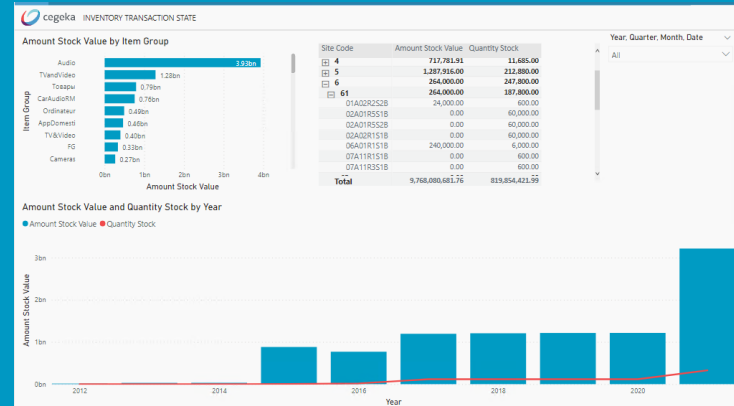 cegeka INVENTORY TRANSACTION STATE
Amount Stock Value by Item Group
Item Group
Audio 3.93bn
TVandVideo 1.28bn
Товары 0.79bn
CarAudioRM 0.76bn
Ordinateur 0.49bn
AppDomesti 0.46bn
TV&Video 0.40bn
FG 0.33bn
Cameras 0.27bn
0bn 1bn 2bn 3bn 4bn
Amount Stock Value
Site Code Amount Stock Value Quantity Stock
4 717,781.91 11,685.00
5 1,287,916.00 212,880.00
6 264,000.00 247,800.00
61 264,000.00 187,800.00
01A02R2S2B 24,000.00 600.00
02A01R5S1B 0.00 60,000.00
02A01R5S2B 0.00 60,000.00
02A02R1S1B 0.00 60,000.00
06A01R1S1B 240,000.00 6,000.00
07A11R1S1B 0.00 600.00
07A11R3S1B 0.00 600.00
Total 9,768,080,681.76 819,854,421.99
Year, Quarter, Month, Date
All
Amount Stock Value and Quantity Stock by Year
Amount Stock Value Quantity Stock
Amount Stock Value
3bn
2bn
1bn
0bn
2012 2014 2016 2018 2020
Year